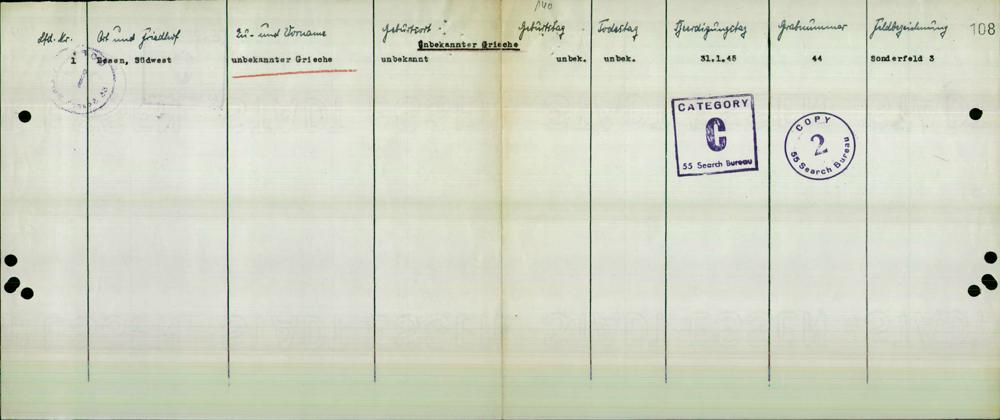 140
108
Lfd. Nr. Ort und Friedhof Zu- und Vorname Geburtsort Geburtstag Todestag Beerdigungstag Grabnummer Feldbezeichnung
Unbekannter Grieche
1 Essen, Südwest unbekannter Grieche unbekannt unbek. unbek. 31.1.45 44 Sonderfeld 3
CATEGORY
C
55 Search Bureau
COPY
2
55 Search Bureau